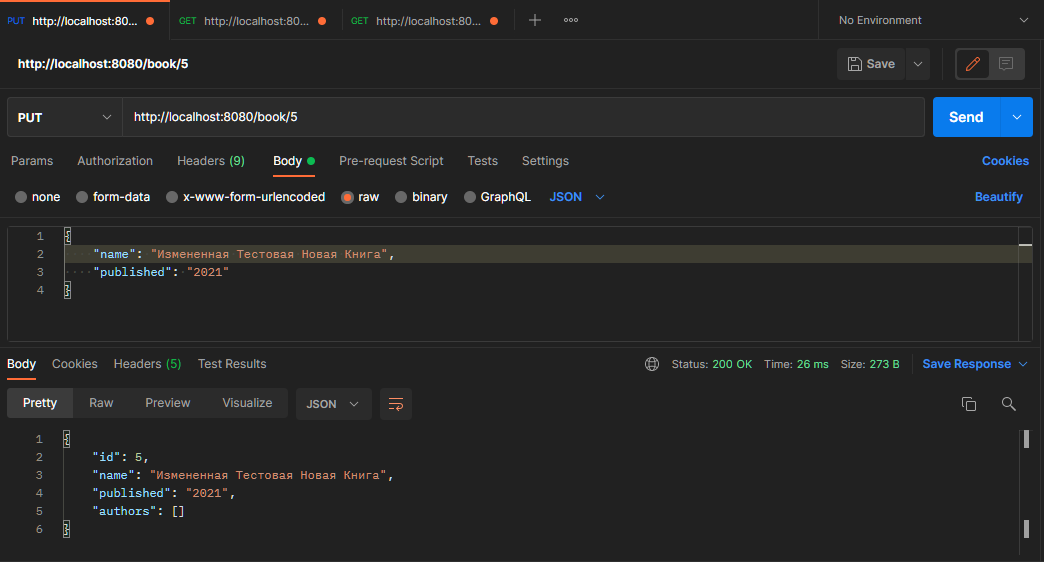 PUT http://localhost:80... GET http://localhost:80... GET http://localhost:80... No Environment
http://localhost:8080/book/5 Save
PUT http://localhost:8080/book/5 Send
Params Authorization Headers (9) Body Pre-request Script Tests Settings Cookies
none form-data x-www-form-urlencoded raw binary GraphQL JSON Beautify
1 {
2 "name": "Измененная Тестовая Новая Книга",
3 "published": "2021"
4 }
Body Cookies Headers (5) Test Results Status: 200 OK Time: 26 ms Size: 273 B Save Response
Pretty Raw Preview Visualize JSON
1 {
2 "id": 5,
3 "name": "Измененная Тестовая Новая Книга",
4 "published": "2021",
5 "authors": []
6 }